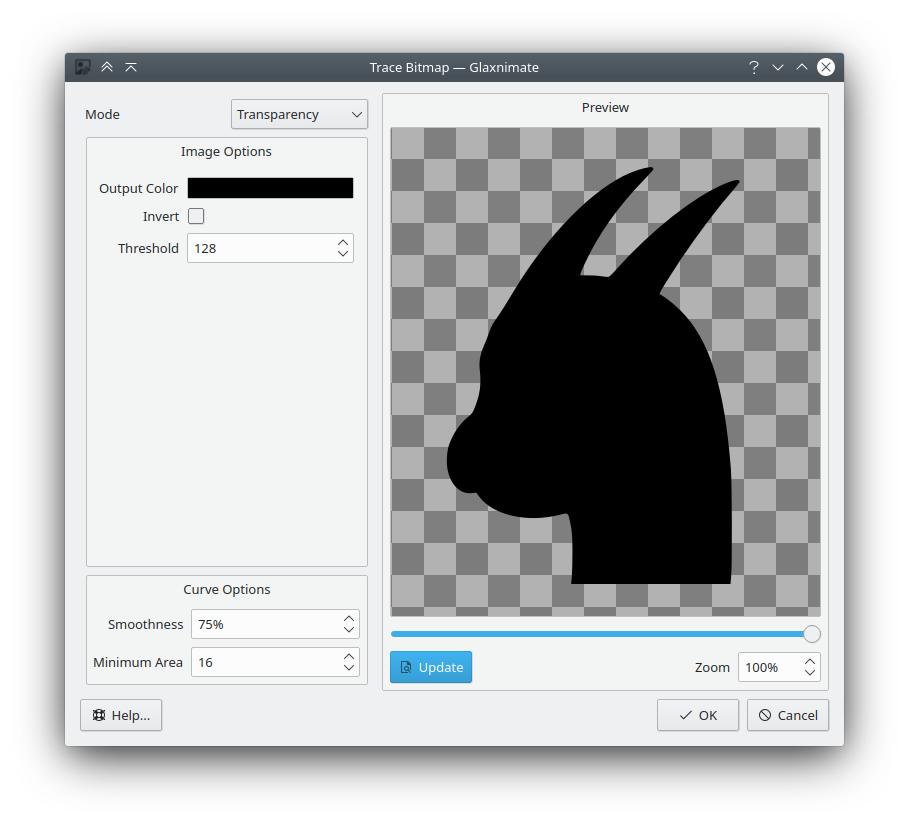 Trace Bitmap — Glaxnimate
Mode
Transparency
Image Options
Output Color
Invert
Threshold
128
Curve Options
Smoothness
75%
Minimum Area
16
Preview
Update
Zoom
100%
Help...
OK
Cancel